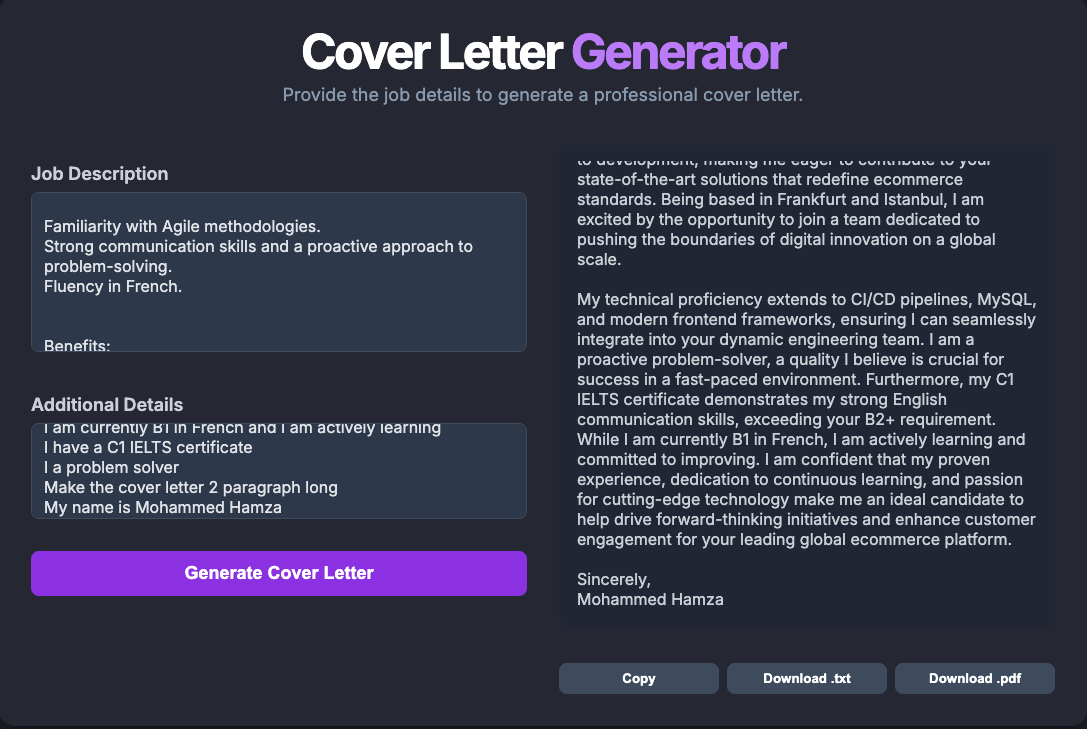 Cover Letter Generator
Provide the job details to generate a professional cover letter.
Job Description
Familiarity with Agile methodologies.
Strong communication skills and a proactive approach to
problem-solving.
Fluency in French.
Benefits:
Additional Details
I am currently B1 in French and I am actively learning
I have a C1 IELTS certificate
I a problem solver
Make the cover letter 2 paragraph long
My name is Mohammed Hamza
Generate Cover Letter
to development, making me eager to contribute to your
state-of-the-art solutions that redefine ecommerce
standards. Being based in Frankfurt and Istanbul, I am
excited by the opportunity to join a team dedicated to
pushing the boundaries of digital innovation on a global
scale.
My technical proficiency extends to CI/CD pipelines, MySQL,
and modern frontend frameworks, ensuring I can seamlessly
integrate into your dynamic engineering team. I am a
proactive problem-solver, a quality I believe is crucial for
success in a fast-paced environment. Furthermore, my C1
IELTS certificate demonstrates my strong English
communication skills, exceeding your B2+ requirement.
While I am currently B1 in French, I am actively learning and
committed to improving. I am confident that my proven
experience, dedication to continuous learning, and passion
for cutting-edge technology make me an ideal candidate to
help drive forward-thinking initiatives and enhance customer
engagement for your leading global ecommerce platform.
Sincerely,
Mohammed Hamza
Copy
Download .txt
Download .pdf